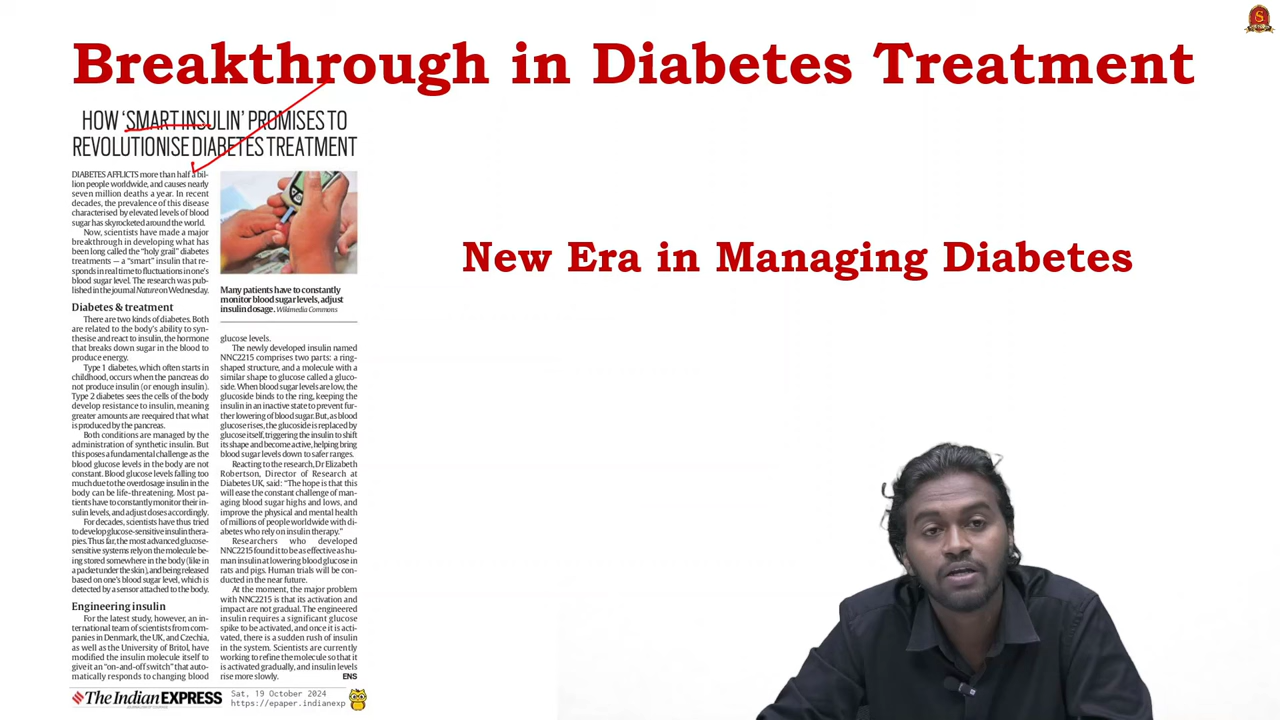 Breakthrough in Diabetes Treatment
HOW ‘SMART INSULIN’ PROMISES TO
REVOLUTIONISE DIABETES TREATMENT
DIABETES AFFLICTS more than half a bil-
lion people worldwide, and causes nearly
seven million deaths a year. In recent
decades, the prevalence of this disease
characterised by elevated levels of blood
sugar has skyrocketed around the world.
Now, scientists have made a major
breakthrough in developing what has
been long called the “holy grail” diabetes
treatments — a “smart” insulin that re-
sponds in real time to fluctuations in one's
blood sugar level. The research was pub-
lished in the journal Nature on Wednesday.
Diabetes & treatment
There are two kinds of diabetes. Both
are related to the body's ability to syn-
thesise and react to insulin, the hormone
that breaks down sugar in the blood to
produce energy.
Type 1 diabetes, which often starts in
childhood, occurs when the pancreas do
not produce insulin (or enough insulin).
Type 2 diabetes sees the cells of the body
develop resistance to insulin, meaning
greater amounts are reequired that what
is produced by the pancreas.
Both conditions are managed by the
administration of synthetic insulin. But
this poses a fundamental challenge as the
blood glucose levels in the body are not
constant. Blood glucose levels falling too
much due to the overdosage insulin in the
body can be life-threatening. Most pa-
tients have to constantly monitor their in-
sulin levels, and adjust doses accordingly.
For decades, scientists have thus tried
to develop glucose-sensitive insulin thera-
pies. Thus far, the most advanced glucose-
sensitive systems rely on the molecule be-
ing stored somewhere in the body (like in
a packet under the skin), and being released
based on one's blood sugar level, which is
detected by a sensor attached to the body.
Engineering insulin
For the latest study, however, an in-
ternational team of scientists from com-
panies in Denmark, the UK, and Czechia,
as well as the University of Britol, have
modified the insulin molecule itself to
give it an “on-and-off switch” that auto-
matically responds to changing blood
Many patients have to constantly
monitor blood sugar levels, adjust
insulin dosage. Wikimedia Commons
glucose levels.
The newly developed insulin named
NNC2215 comprises two parts: a ring-
shaped structure, and a molecule with a
similar shape to glucose called a gluco-
side. When blood sugar levels are low, the
glucoside binds to the ring, keeping the
insulin in an inactive state to prevent fur-
ther lowering of blood sugar. But, as blood
glucose rises, the glucoside is replaced by
glucose itself, triggering the insulin to shift
its shape and become active, helping bring
blood sugar levels down to safer ranges.
Reacting to the research, Dr Elizabeth
Robertson, Director of Research at
Diabetes UK, said: “The hope is that this
will ease the constant challenge of man-
aging blood sugar highs and lows, and
improve the physical and mental health
of millions of people worldwide with di-
abetes who rely on insulin therapy.”
Researchers who developed
NNC2215 found it to be as effective as hu-
man insulin at lowering blood glucose in
rats and pigs. Human trials will be con-
ducted in the near future.
At the moment, the major problem
with NNC2215 is that its activation and
impact are not gradual. The engineered
insulin requires a significant glucose
spike to be activated, and once it is acti-
vated, there is a sudden rush of insulin
in the system. Scientists are currently
working to refine the molecule so that it
is activated gradually, and insulin levels
rise more slowly. ENS
The Indian EXPRESS
Sat, 19 October 2024
https://epaper.indianexp
New Era in Managing Diabetes